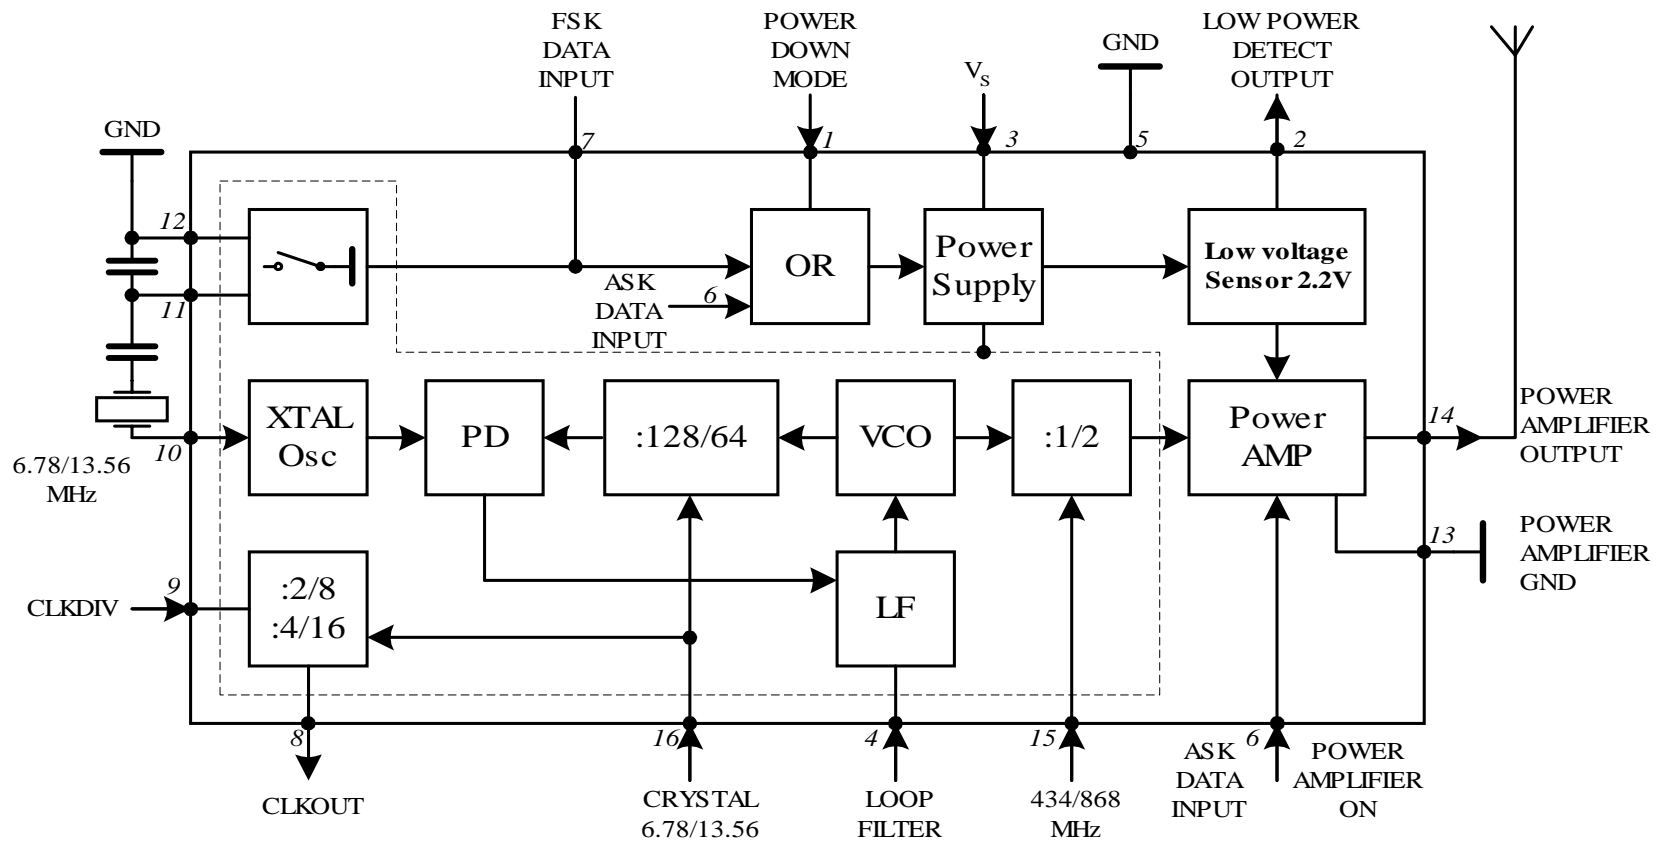 FSK
DATA
INPUT
POWER
DOWN
MODE
VS
GND
LOW POWER
DETECT
OUTPUT
GND
7
1
3
5
2
12
11
OR
Power
Supply
Low voltage
Sensor 2.2V
ASK
DATA
INPUT
6
XTAL
Osc
PD
:128/64
VCO
:1/2
Power
AMP
14
POWER
AMPLIFIER
OUTPUT
10
6.78/13.56
MHz
13
POWER
AMPLIFIER
GND
9
CLKDIV
:2/8
:4/16
LF
8
16
4
15
6
CLKOUT
CRYSTAL
6.78/13.56
LOOP
FILTER
434/868
MHz
ASK
DATA
INPUT
POWER
AMPLIFIER
ON